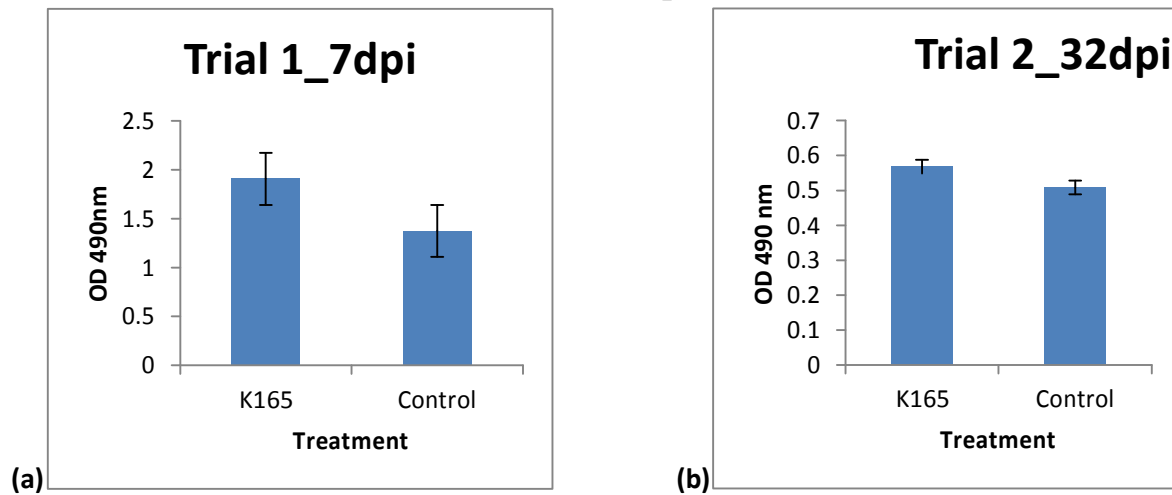 Trial 1_7dpi
2.5
2
1.5
1
0.5
0
OD 490nm
K165 Control
Treatment
(a)
Trial 2_32dpi
0.7
0.6
0.5
0.4
0.3
0.2
0.1
0
OD 490 nm
K165 Control
Treatment
(b)